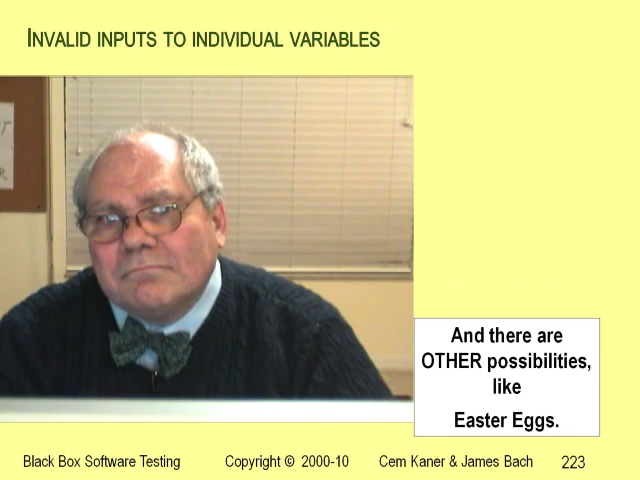 INVALID INPUTS TO INDIVIDUAL VARIABLES
And there are
OTHER possibilities,
like
Easter Eggs.
Black Box Software Testing Copyright © 2000-10 Cem Kaner & James Bach 223